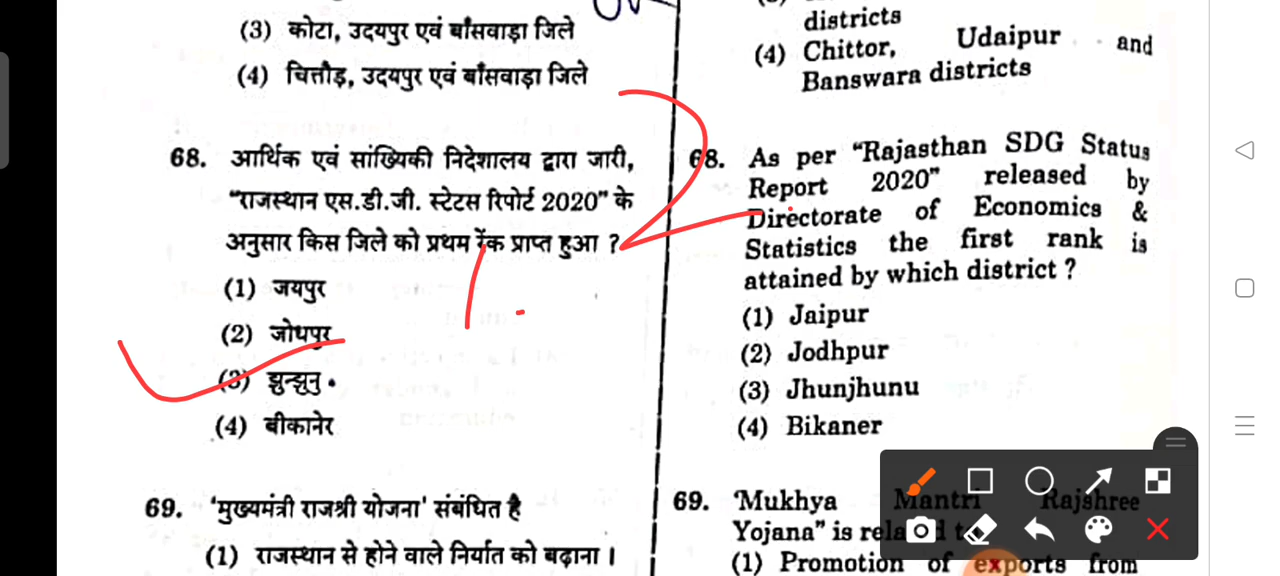 (3) कोटा, उदयपुर एवं बाँसवाड़ा जिले
(4) चित्तौड़, उदयपुर एवं बाँसवाड़ा जिले
68. आर्थिक एवं सांख्यिकी निदेशालय द्वारा जारी,
"राजस्थान एस.डी.जी. स्टेटस रिपोर्ट 2020" के
अनुसार किस जिले को प्रथम रैंक प्राप्त हुआ ?
(1) जयपुर
(2) जोधपुर
(3) झुन्झुनु
(4) बीकानेर
69. 'मुख्यमंत्री राजश्री योजना' संबंधित है
(1) राजस्थान से होने वाले निर्यात को बढ़ाना ।
districts
(4) Chittor, Udaipur and
Banswara districts
68. As per "Rajasthan SDG Status
Report 2020" released by
Directorate of Economics &
Statistics the first rank is
attained by which district ?
(1) Jaipur
(2) Jodhpur
(3) Jhunjhunu
(4) Bikaner
69. 'Mukhya Mantri Rajshree
Yojana" is
(1) Promotion of exports from